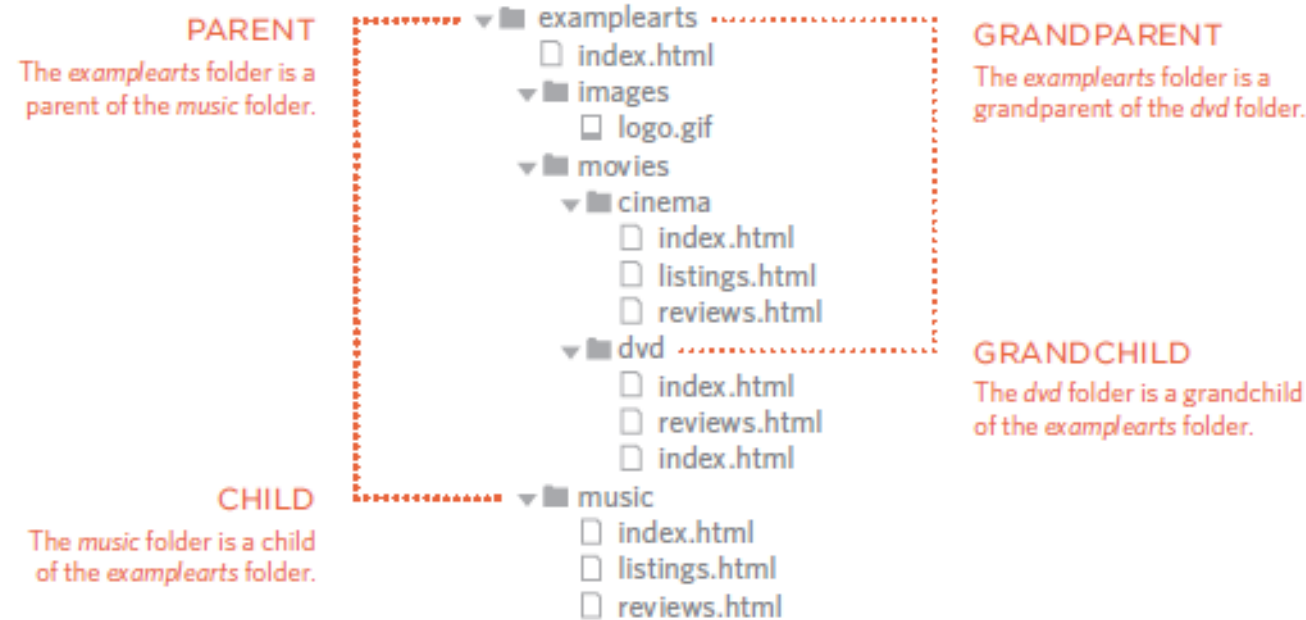 PARENT
The examplearts folder is a
parent of the music folder.
examplearts
index.html
images
logo.gif
movies
cinema
index.html
listings.html
reviews.html
dvd
index.html
reviews.html
index.html
music
index.html
listings.html
reviews.html
CHILD
The music folder is a child
of the examplearts folder.
GRANDPARENT
The examplearts folder is a
grandparent of the dvd folder.
GRANDCHILD
The dvd folder is a grandchild
of the examplearts folder.